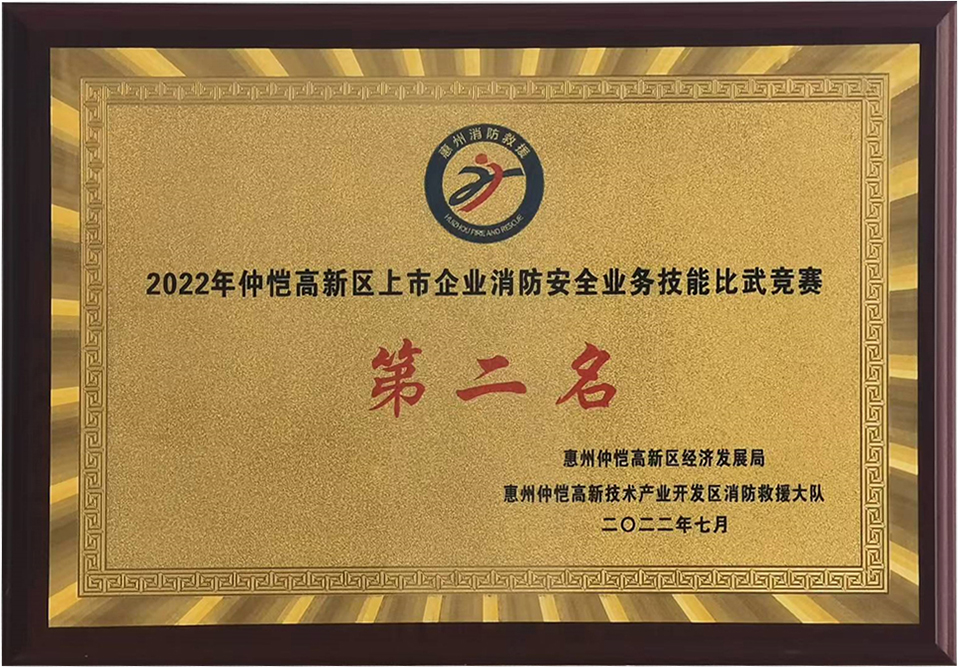 惠州消防救援
HUIZHOU FIRE AND RESCUE
2022年仲恺高新区上市企业消防安全业务技能比武竞赛
第二名
惠州仲恺高新区经济发展局
惠州仲恺高新技术产业开发区消防救援大队
二〇二二年七月